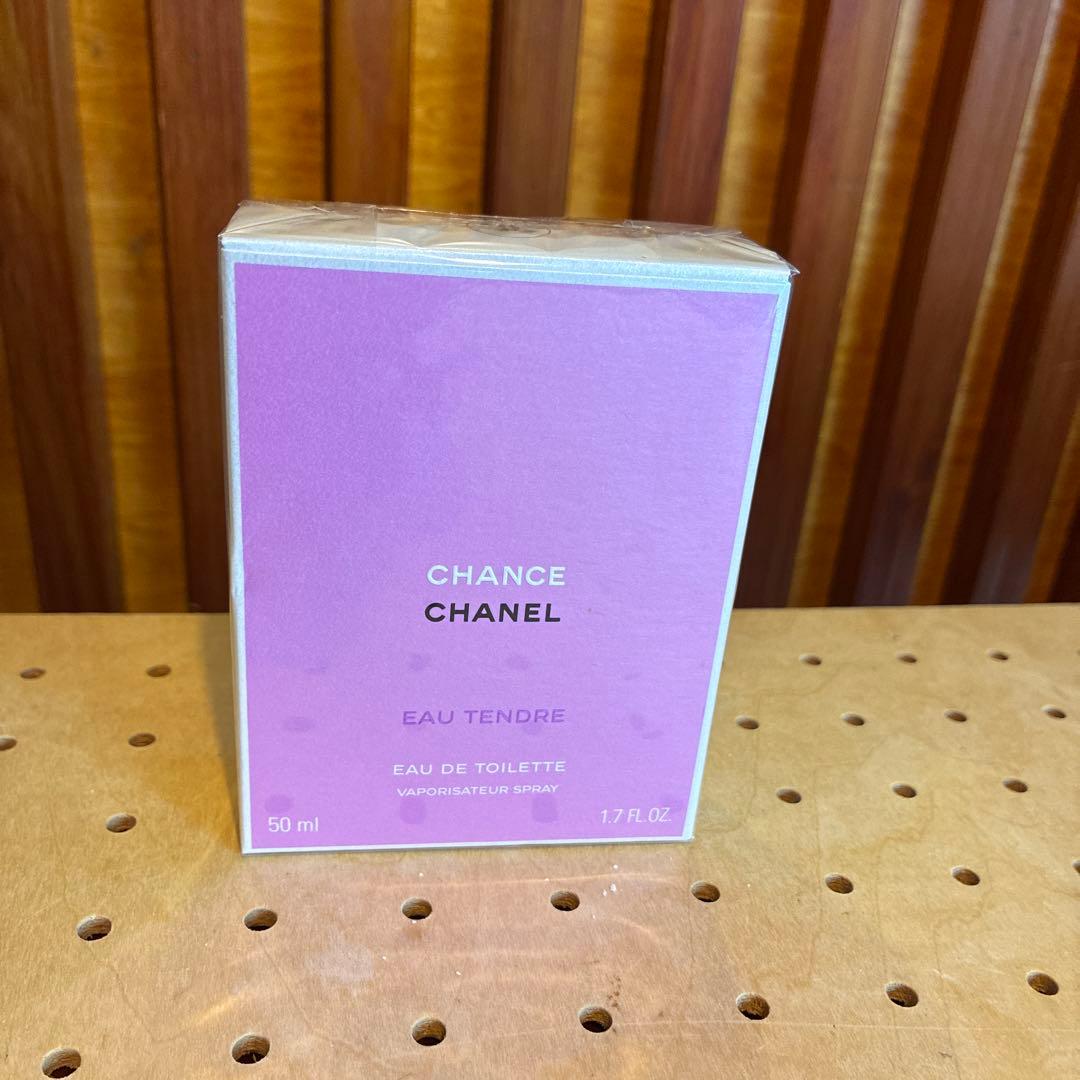 CHANCE
CHANEL
EAU TENDRE
EAU DE TOILETTE
VAPORISATEUR SPRAY
50 ml
1.7 FL.OZ.